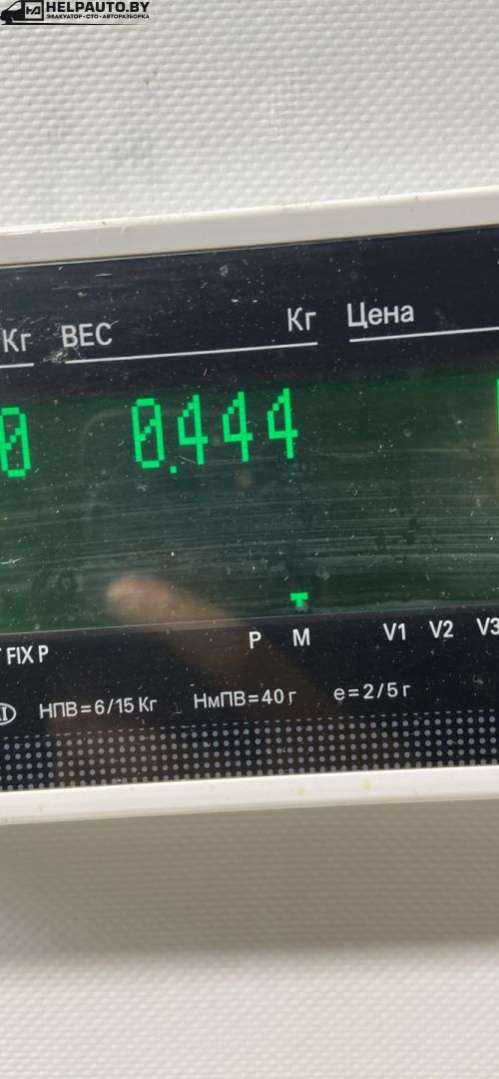 HELPAUTO.BY
ЭВАКУАТОР•СТО•АВТОРАЗБОРКА
Кг ВЕС Кг Цена
0 0.444
FIX P P M V1 V2 V3
НПВ=6/15 Кг НмПВ=40 г e=2/5 г